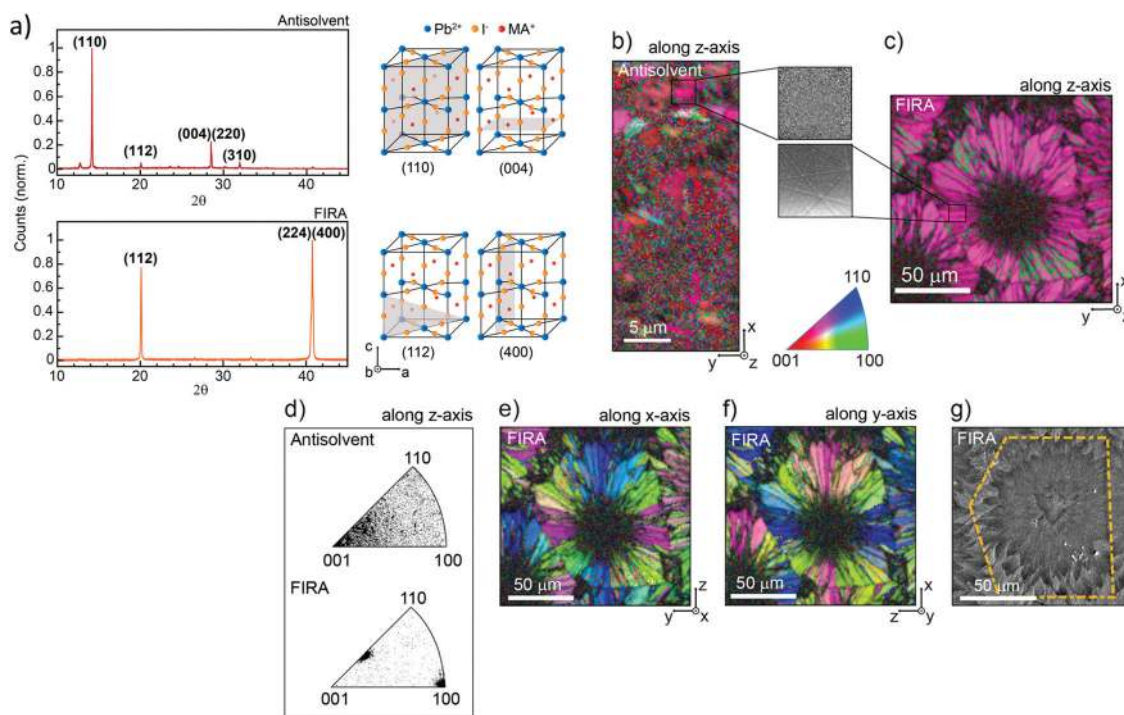 a)
Antisolvent
(110)
(112)
(004)(220)
(310)
1
0.8
0.6
0.4
0.2
0
10 20 30 40
2θ
Counts (norm.)
FIRA
(112)
(224)(400)
1
0.8
0.6
0.4
0.2
0
10 20 30 40
2θ
Pb²⁺ I⁻ MA⁺
(110) (004)
(112) (400)
c
b a
b) along z-axis
Antisolvent
5 μm
x
y z
110
001 100
c)
along z-axis
FIRA
50 μm
x
y z
d) along z-axis
Antisolvent
110
001 100
FIRA
110
001 100
e) along x-axis
FIRA
50 μm
z
y x
f) along y-axis
FIRA
50 μm
x
z y
g)
FIRA
50 μm